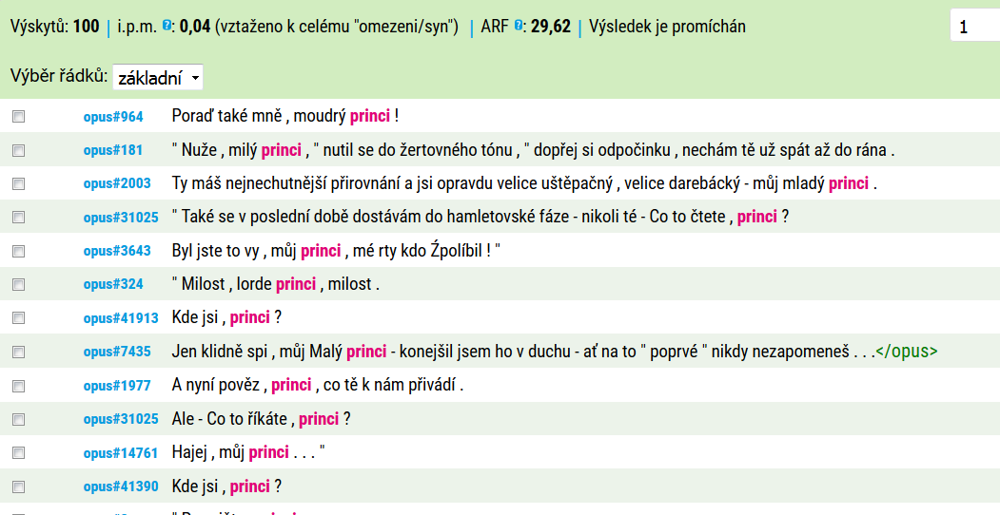 Výskytů: 100 | i.p.m. ?: 0,04 (vztaženo k celému "omezeni/syn") | ARF ?: 29,62 | Výsledek je promíchán 1
Výběr řádků: základní
opus#964 Poraď také mně , moudrý princi !
opus#181 " Nuže , milý princi , " nutil se do žertovného tónu , " dopřej si odpočinku , nechám tě už spát až do rána .
opus#2003 Ty máš nejnechutnější přirovnání a jsi opravdu velice uštěpačný , velice darebácký - můj mladý princi .
opus#31025 " Také se v poslední době dostávám do hamletovské fáze - nikoli té - Co to čtete , princi ?
opus#3643 Byl jste to vy , můj princi , mé rty kdo Źpolíbil ! "
opus#324 " Milost , lorde princi , milost .
opus#41913 Kde jsi , princi ?
opus#7435 Jen klidně spi , můj Malý princi - konejšil jsem ho v duchu - ať na to " poprvé " nikdy nezapomeneš . . .</opus>
opus#1977 A nyní pověz , princi , co tě k nám přivádí .
opus#31025 Ale - Co to říkáte , princi ?
opus#14761 Hajej , můj princi . . . "
opus#41390 Kde jsi , princi ?